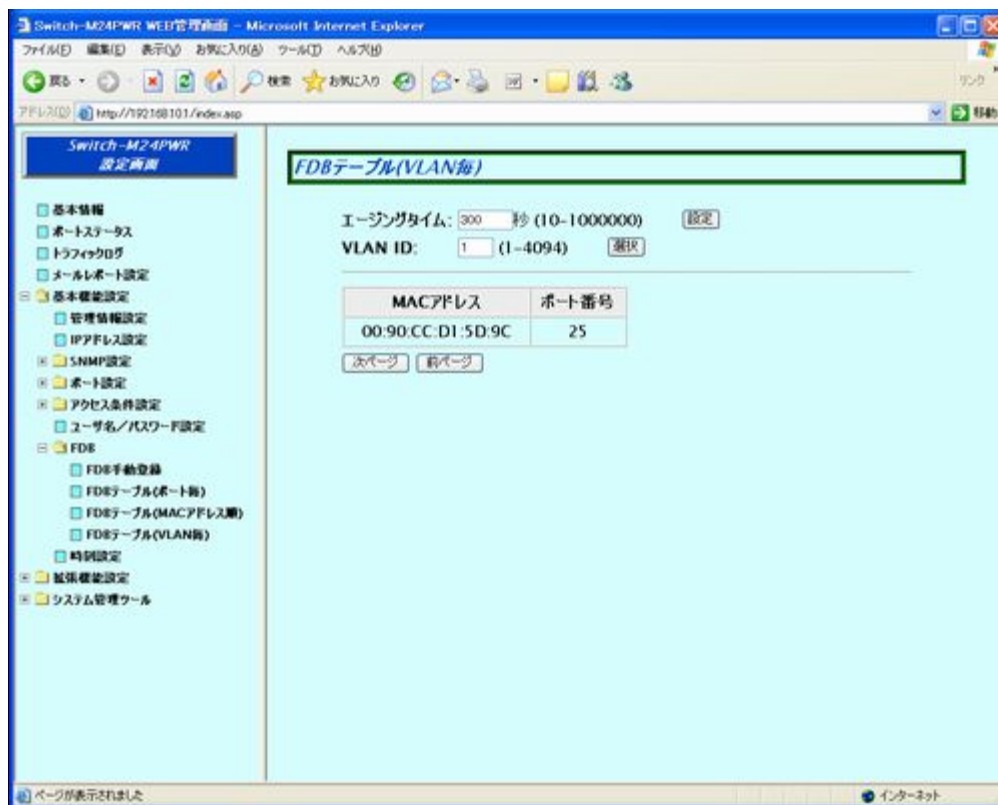 Switch-M24PWR WEB管理画面 - Microsoft Internet Explorer
ファイル(F) 編集(E) 表示(V) お気に入り(A) ツール(T) ヘルプ(H)
戻る 検索 お気に入り リンク »
アドレス(D) http://192.168.1.01/index.asp 移動
Switch-M24PWR
設定画面
基本情報
ポートステータス
トラフィックログ
メールレポート設定
基本機能設定
管理情報設定
IPアドレス設定
SNMP設定
ポート設定
アクセス条件設定
ユーザ名/パスワード設定
FDB
FDB手動登録
FDBテーブル(ポート毎)
FDBテーブル(MACアドレス順)
FDBテーブル(VLAN毎)
時刻設定
拡張機能設定
システム管理ツール
FDBテーブル(VLAN毎)
エージングタイム: 300 秒 (10-1000000) 設定
VLAN ID: 1 (1-4094) 選択
MACアドレス ポート番号
00:90:CC:D1:5D:9C 25
次ページ 前ページ
ページが表示されました インターネット